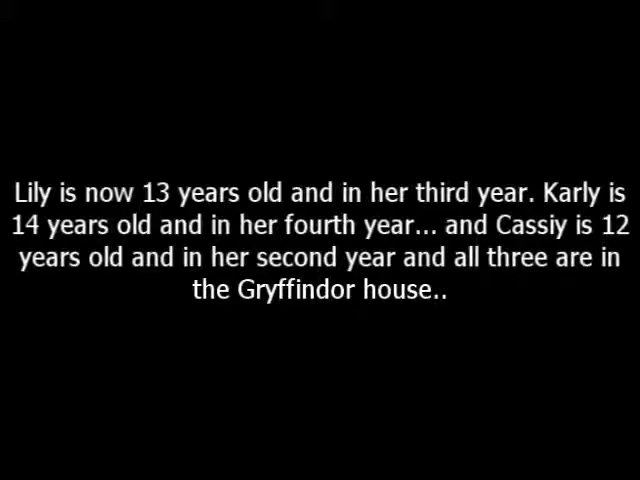 Lily is now 13 years old and in her third year. Karly is
14 years old and in her fourth year... and Cassiy is 12
years old and in her second year and all three are in
the Gryffindor house..